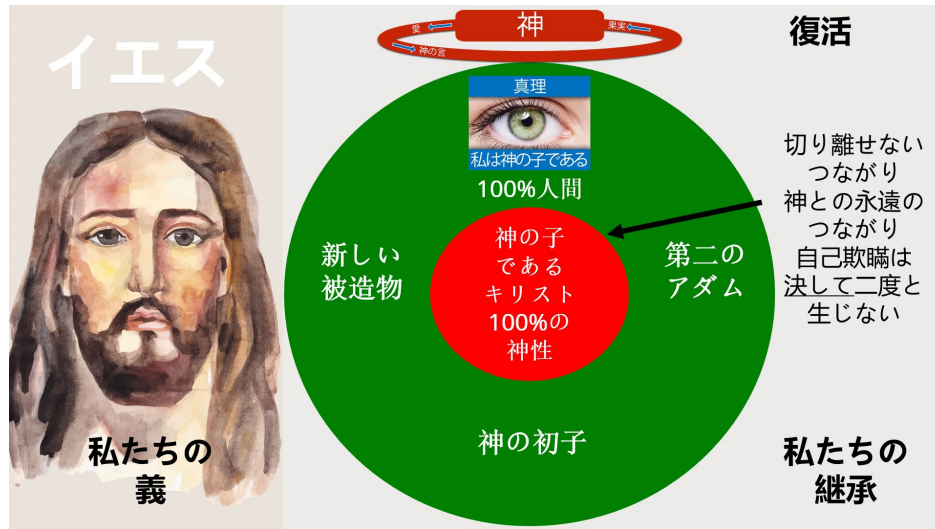 イエス
私たちの
義
神
愛
果実
神の言
真理
私は神の子である
100%人間
新しい
被造物
神の子
である
キリスト
100%の
神性
第二の
アダム
神の初子
復活
切り離せない
つながり
神との永遠の
つながり
自己欺瞞は
決して二度と
生じない
私たちの
継承